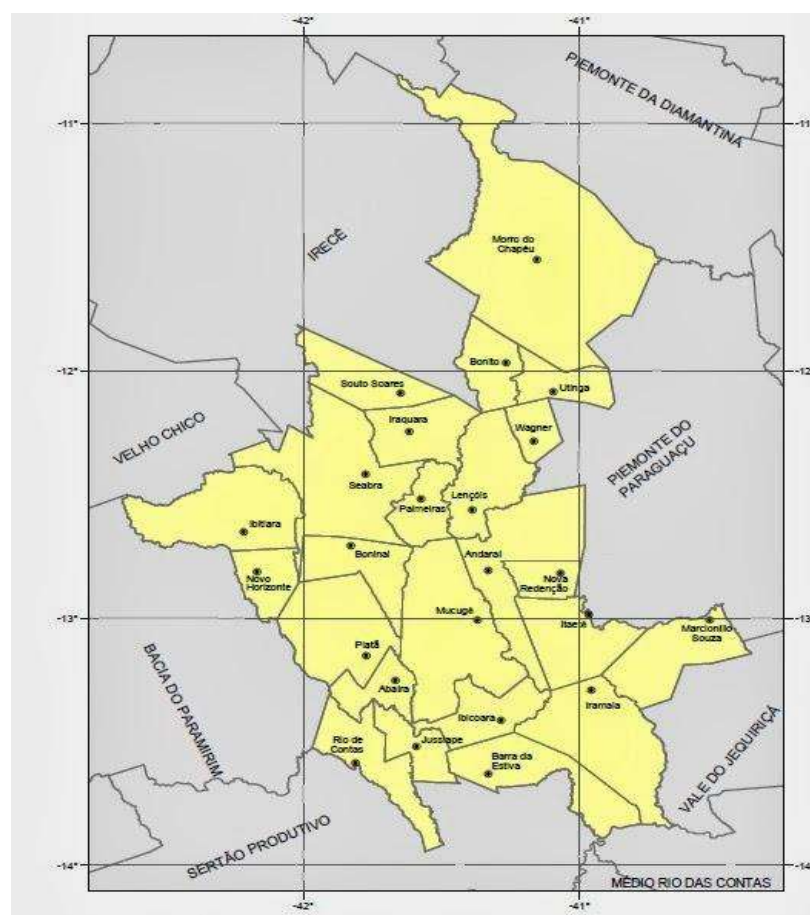 -42°
-41°
PIEMONTE DA DIAMANTINA
-11°
-11
IRECÊ
Morro do
Chapéu
-12°
-12
Bonito
Utinga
Souto Soares
Iraquara
Wagner
VELHO CHICO
PIEMONTE DO
PARAGUAÇU
Seabra
Palmeiras
Lençóis
Ibitiara
Boninal
Andaraí
Novo
Horizonte
Nova
Redenção
-13°
-13
Mucugê
Itaetê
Marcionílio
Souza
Piatã
Abaíra
BACIA DO PARAMIRIM
Iramaia
Ibicoara
Rio de
Contas
Jussiape
Barra da
Estiva
VALE DO JEQUIRIÇÁ
SERTÃO PRODUTIVO
-14°
-14
MÉDIO RIO DAS CONTAS
-42°
-41°